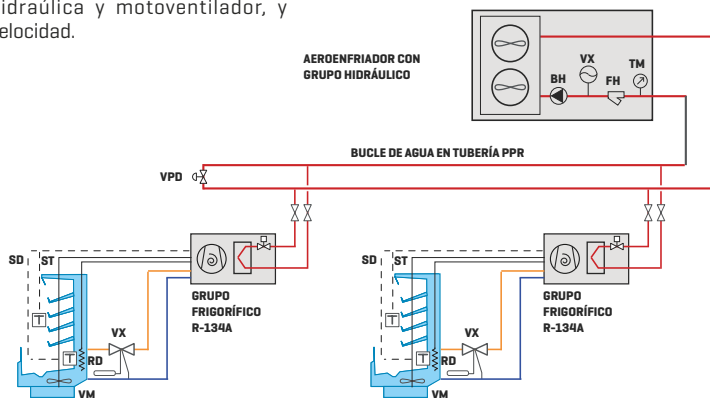 hidraúlica y motoventilador, y
elocidad.
AEROENFRIADOR CON
GRUPO HIDRÁULICO
BH
VX
FH
TM
BUCLE DE AGUA EN TUBERÍA PPR
VPD
SD
ST
T
T
RD
VX
VM
GRUPO
FRIGORÍFICO
R-134A
SD
ST
T
T
RD
VX
VM
GRUPO
FRIGORÍFICO
R-134A